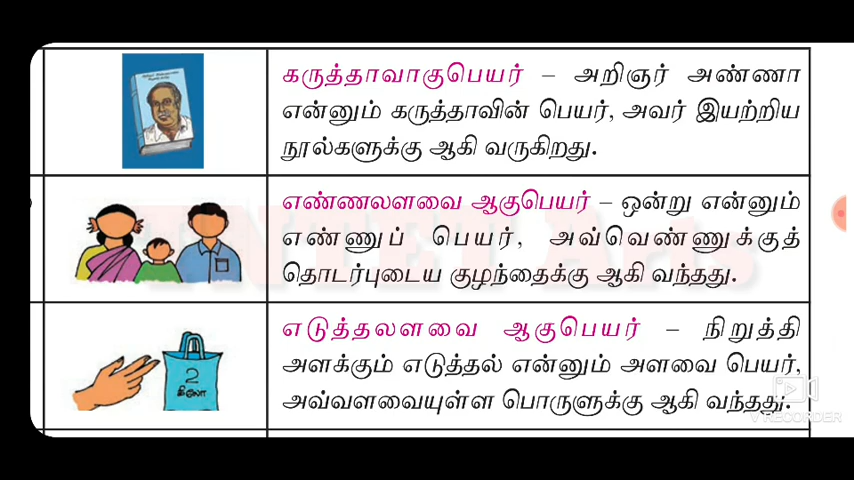 கருத்தாவாகுபெயர் – அறிஞர் அண்ணா
என்னும் கருத்தாவின் பெயர், அவர் இயற்றிய
நூல்களுக்கு ஆகி வருகிறது.
எண்ணலளவை ஆகுபெயர் – ஒன்று என்னும்
எண்ணுப் பெயர், அவ்வெண்ணுக்குத்
தொடர்புடைய குழந்தைக்கு ஆகி வந்தது.
எடுத்தலளவை ஆகுபெயர் – நிறுத்தி
2
கிலோ
அளக்கும் எடுத்தல் என்னும் அளவை பெயர்,
அவ்வளவையுள்ள பொருளுக்கு ஆகி வந்தது.
V RECORDER